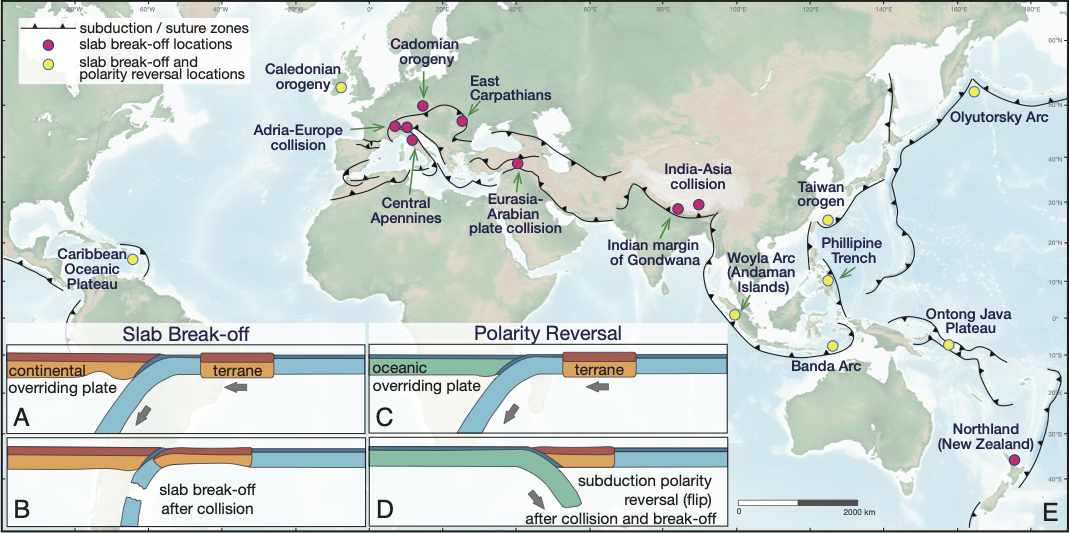 60°W
40°W
20°W
0°
20°E
40°E
60°E
80°E
100°E
120°E
140°E
160°E
180°E
subduction / suture zones
slab break-off locations
slab break-off and
polarity reversal locations
Cadomian
orogeny
Caledonian
orogeny
East
Carpathians
Adria-Europe
collision
Central
Apennines
Eurasia-
Arabian
plate collision
India-Asia
collision
Indian margin
of Gondwana
Taiwan
orogen
Phillipine
Trench
Woyla Arc
(Andaman
Islands)
Olyutorsky Arc
Caribbean
Oceanic
Plateau
Ontong Java
Plateau
Banda Arc
Northland
(New Zealand)
60°N
50°N
40°N
30°N
20°N
10°N
0°
10°S
20°S
30°S
40°S
Slab Break-off
continental
overriding plate
terrane
A
B
slab break-off
after collision
Polarity Reversal
oceanic
overriding plate
terrane
C
D
subduction polarity
reversal (flip)
after collision and break-off
0
2000 km
E